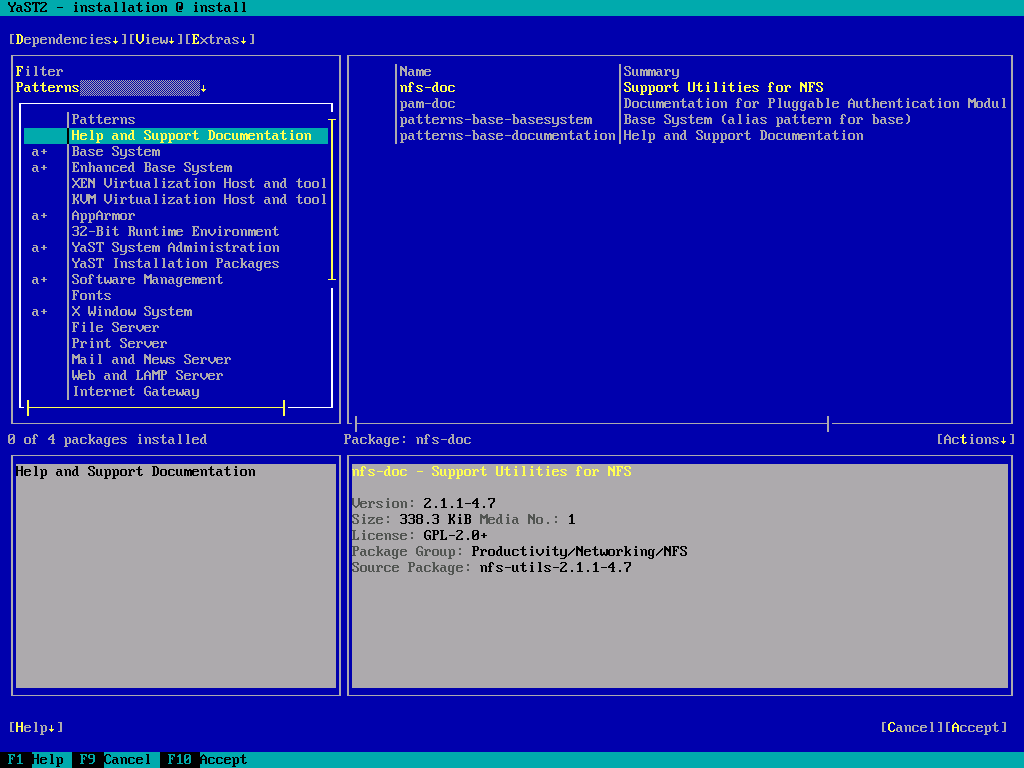 YaST2 - installation @ install
[Dependencies↓][View↓][Extras↓]
Filter
Patterns ↓
Patterns
Help and Support Documentation
a+ Base System
a+ Enhanced Base System
XEN Virtualization Host and tool
KVM Virtualization Host and tool
a+ AppArmor
32-Bit Runtime Environment
a+ YaST System Administration
YaST Installation Packages
a+ Software Management
Fonts
a+ X Window System
File Server
Print Server
Mail and News Server
Web and LAMP Server
Internet Gateway
Name Summary
nfs-doc Support Utilities for NFS
pam-doc Documentation for Pluggable Authentication Modul
patterns-base-basesystem Base System (alias pattern for base)
patterns-base-documentation Help and Support Documentation
0 of 4 packages installed
Package: nfs-doc [Actions↓]
Help and Support Documentation
nfs-doc - Support Utilities for NFS
Version: 2.1.1-4.7
Size: 338.3 KiB Media No.: 1
License: GPL-2.0+
Package Group: Productivity/Networking/NFS
Source Package: nfs-utils-2.1.1-4.7
[Help↓] [Cancel][Accept]
F1 Help F9 Cancel F10 Accept